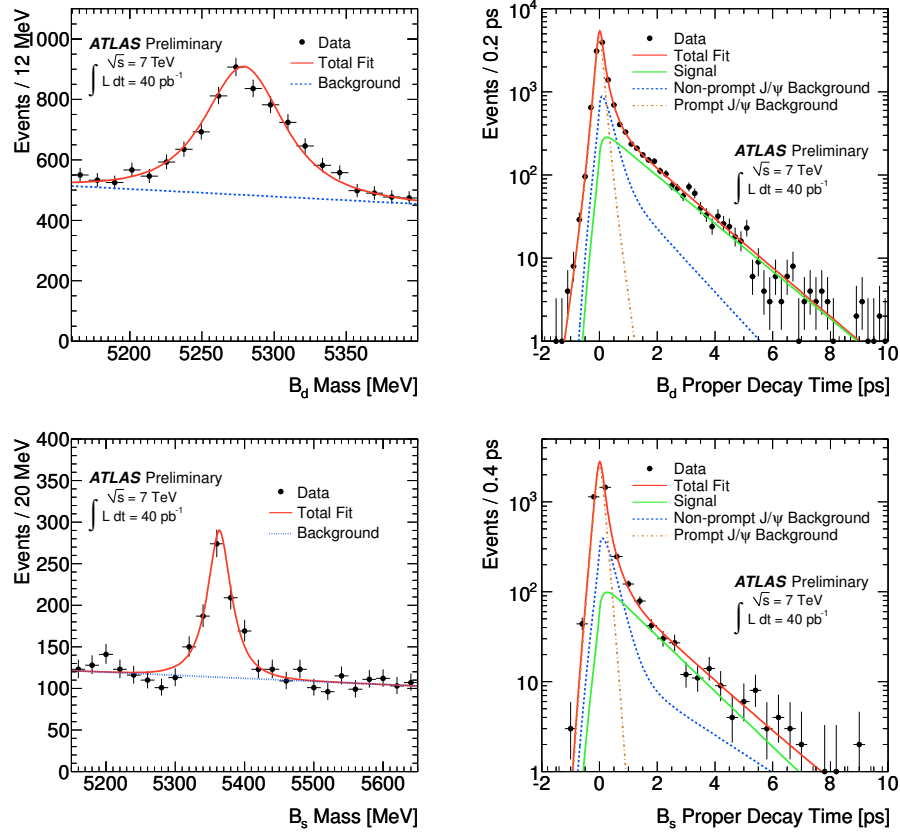 Events / 12 MeV
1000
800
600
400
200
0
ATLAS Preliminary
√s = 7 TeV
∫ L dt = 40 pb⁻¹
Data
Total Fit
Background
5200 5250 5300 5350
B_d Mass [MeV]
Events / 0.2 ps
10⁴
10³
10²
10
1
Data
Total Fit
Signal
Non-prompt J/ψ Background
Prompt J/ψ Background
ATLAS Preliminary
√s = 7 TeV
∫ L dt = 40 pb⁻¹
-2 0 2 4 6 8 10
B_d Proper Decay Time [ps]
Events / 20 MeV
400
350
300
250
200
150
100
50
0
ATLAS Preliminary
√s = 7 TeV
∫ L dt = 40 pb⁻¹
Data
Total Fit
Background
5200 5300 5400 5500 5600
B_s Mass [MeV]
Events / 0.4 ps
10³
10²
10
1
Data
Total Fit
Signal
Non-prompt J/ψ Background
Prompt J/ψ Background
ATLAS Preliminary
√s = 7 TeV
∫ L dt = 40 pb⁻¹
-2 0 2 4 6 8 10
B_s Proper Decay Time [ps]